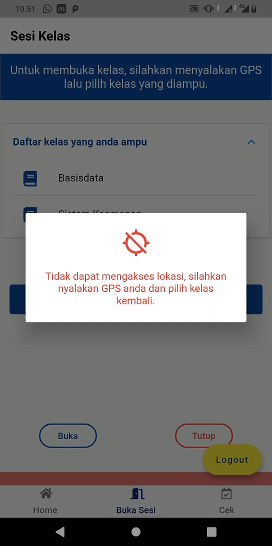 10.51
Sesi Kelas
Untuk membuka kelas, silahkan menyalakan GPS
lalu pilih kelas yang diampu.
Daftar kelas yang anda ampu
Basisdata
Tidak dapat mengakses lokasi, silahkan
nyalakan GPS anda dan pilih kelas
kembali.
Buka
Tutup
Logout
Home
Buka Sesi
Cek